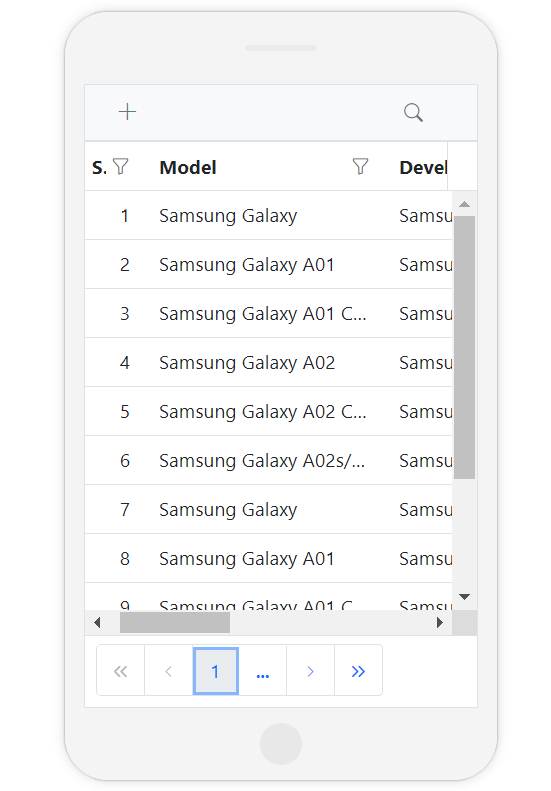 S. Model Devel
1 Samsung Galaxy Samsu
2 Samsung Galaxy A01 Samsu
3 Samsung Galaxy A01 C... Samsu
4 Samsung Galaxy A02 Samsu
5 Samsung Galaxy A02 C... Samsu
6 Samsung Galaxy A02s/... Samsu
7 Samsung Galaxy Samsu
8 Samsung Galaxy A01 Samsu
9 Samsung Galaxy A01 C... Samsu
1 ...